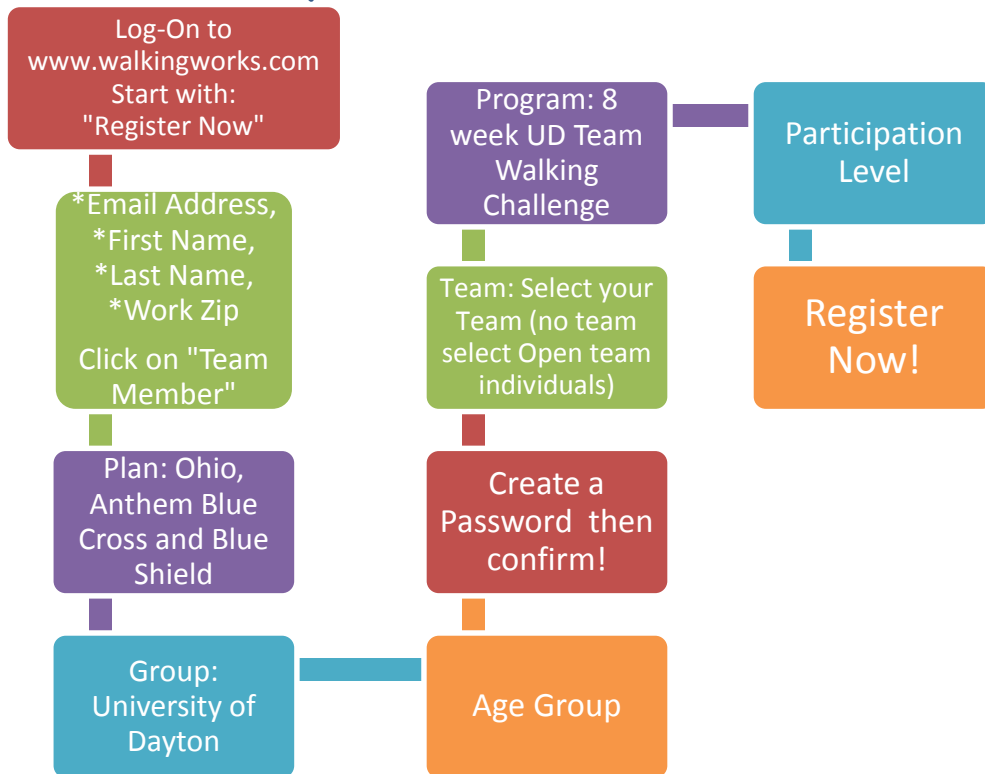 Log-On to
www.walkingworks.com
Start with:
"Register Now"
*Email Address,
*First Name,
*Last Name,
*Work Zip
Click on "Team
Member"
Plan: Ohio,
Anthem Blue
Cross and Blue
Shield
Group:
University of
Dayton
Age Group
Create a
Password then
confirm!
Team: Select your
Team (no team
select Open team
individuals)
Program: 8
week UD Team
Walking
Challenge
Participation
Level
Register
Now!